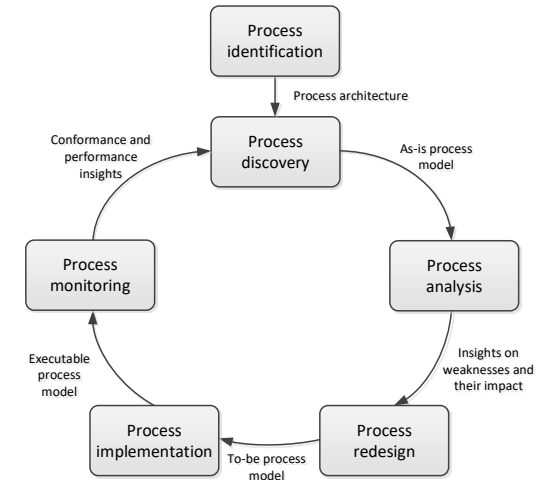 Process
identification
Process architecture
Process
discovery
As-is process
model
Process
analysis
Insights on
weaknesses and
their impact
Process
redesign
To-be process
model
Process
implementation
Executable
process
model
Process
monitoring
Conformance and
performance
insights